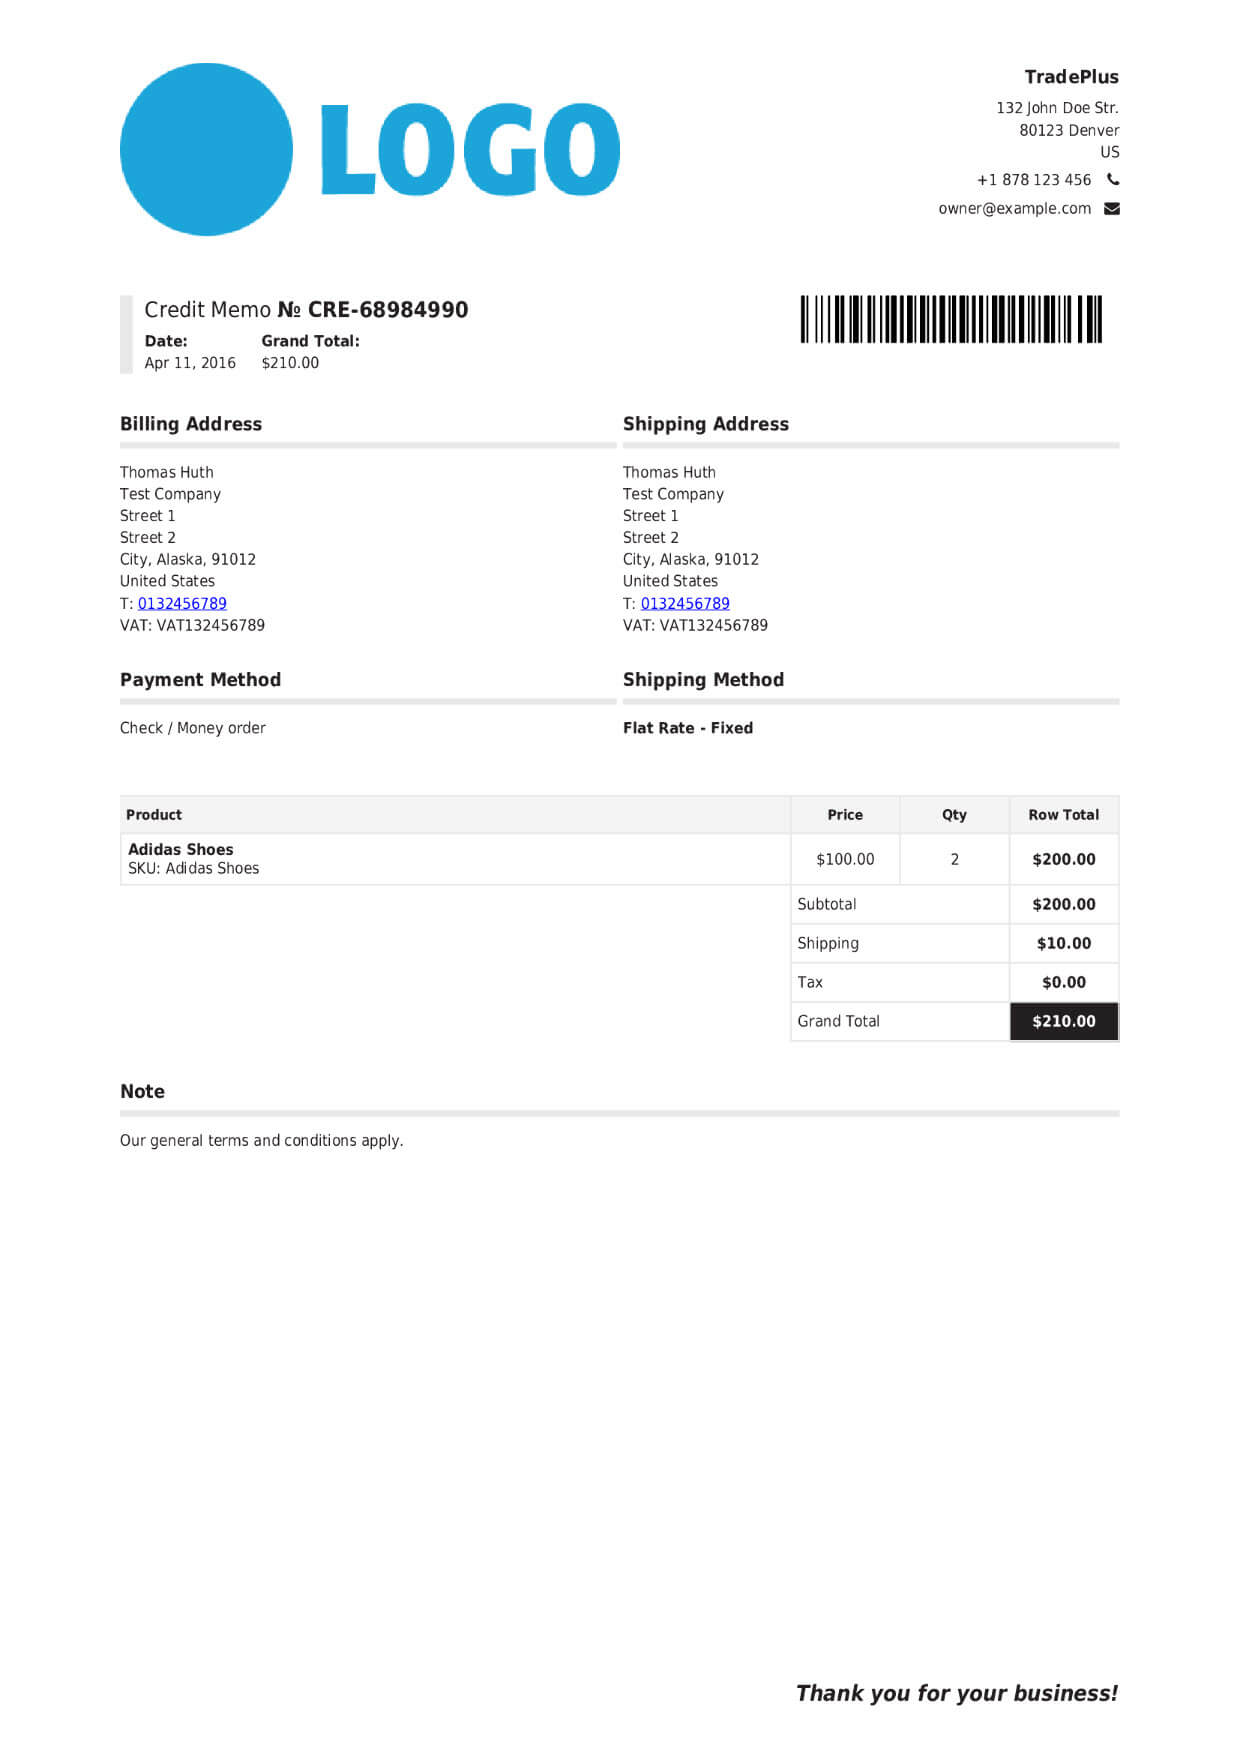 LOGO
TradePlus
132 John Doe Str.
80123 Denver
US
+1 878 123 456
owner@example.com
Credit Memo № CRE-68984990
Date: Grand Total:
Apr 11, 2016 $210.00
Billing Address
Thomas Huth
Test Company
Street 1
Street 2
City, Alaska, 91012
United States
T: 0132456789
VAT: VAT132456789
Shipping Address
Thomas Huth
Test Company
Street 1
Street 2
City, Alaska, 91012
United States
T: 0132456789
VAT: VAT132456789
Payment Method
Check / Money order
Shipping Method
Flat Rate - Fixed
Product Price Qty Row Total
Adidas Shoes
SKU: Adidas Shoes
$100.00 2 $200.00
Subtotal $200.00
Shipping $10.00
Tax $0.00
Grand Total $210.00
Note
Our general terms and conditions apply.
Thank you for your business!